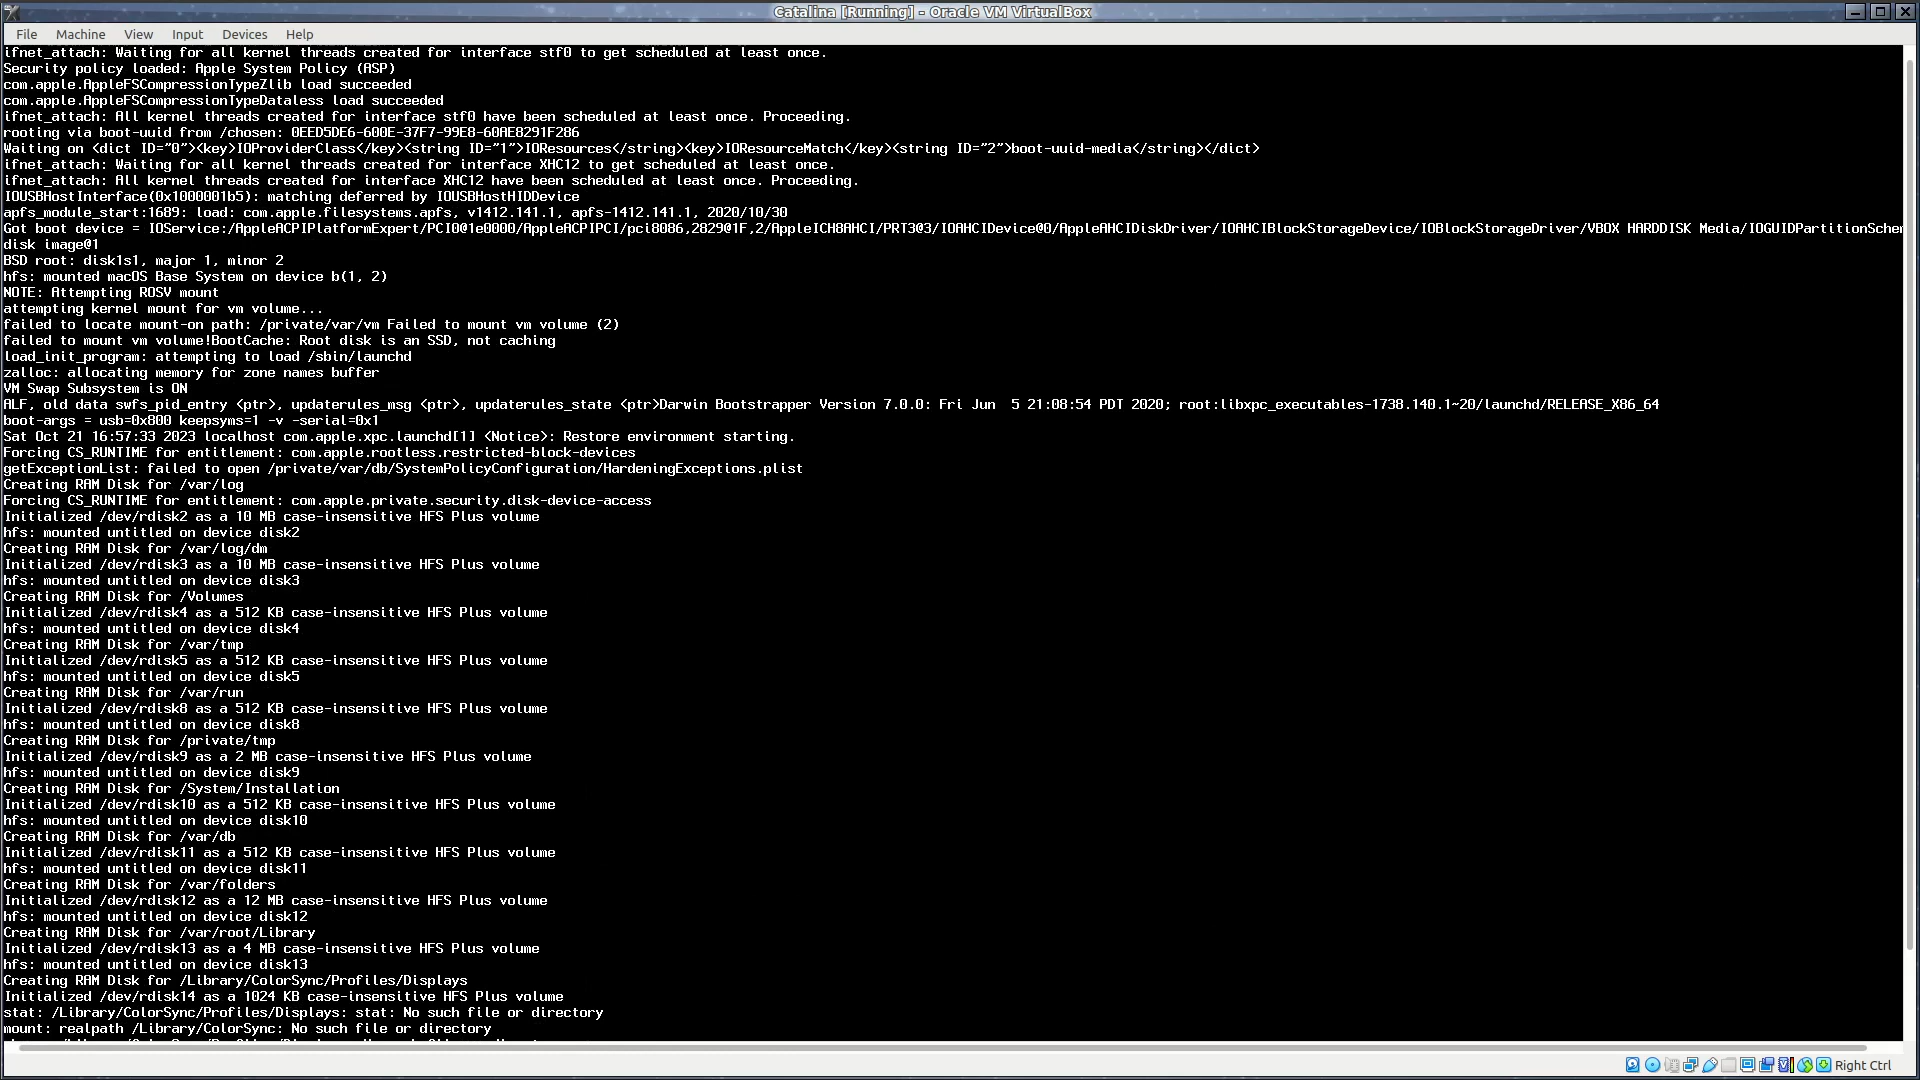 Catalina [Running] - Oracle VM VirtualBox
File Machine View Input Devices Help
ifnet_attach: Waiting for all kernel threads created for interface stf0 to get scheduled at least once.
Security policy loaded: Apple System Policy (ASP)
com.apple.AppleFSCompressionTypeZlib load succeeded
com.apple.AppleFSCompressionTypeDataless load succeeded
ifnet_attach: All kernel threads created for interface stf0 have been scheduled at least once. Proceeding.
rooting via boot-uuid from /chosen: 0EED5DE6-600E-37F7-99E8-60AE8291F286
Waiting on <dict ID="0"><key>IOProviderClass</key><string ID="1">IOResources</string><key>IOResourceMatch</key><string ID="2">boot-uuid-media</string></dict>
ifnet_attach: Waiting for all kernel threads created for interface XHC12 to get scheduled at least once.
ifnet_attach: All kernel threads created for interface XHC12 have been scheduled at least once. Proceeding.
IOUSBHostInterface(0x1000001b5): matching deferred by IOUSBHostHIDDevice
apfs_module_start:1689: load: com.apple.filesystems.apfs, v1412.141.1, apfs-1412.141.1, 2020/10/30
Got boot device = IOService:/AppleACPIPlatformExpert/PCI0@1e0000/AppleACPIPCI/pci8086,2829@1F,2/AppleICH8AHCI/PRT3@3/IOAHCIDevice@0/AppleAHCIDiskDriver/IOAHCIBlockStorageDevice/IOBlockStorageDriver/VBOX HARDDISK Media/IOGUIDPartitionSchem
disk image@1
BSD root: disk1s1, major 1, minor 2
hfs: mounted macOS Base System on device b(1, 2)
NOTE: Attempting ROSV mount
attempting kernel mount for vm volume...
failed to locate mount-on path: /private/var/vm Failed to mount vm volume (2)
failed to mount vm volume!BootCache: Root disk is an SSD, not caching
load_init_program: attempting to load /sbin/launchd
zalloc: allocating memory for zone names buffer
VM Swap Subsystem is ON
ALF, old data swfs_pid_entry <ptr>, updaterules_msg <ptr>, updaterules_state <ptr>Darwin Bootstrapper Version 7.0.0: Fri Jun  5 21:08:54 PDT 2020; root:libxpc_executables-1738.140.1~20/launchd/RELEASE_X86_64
boot-args = usb=0x800 keepsyms=1 -v -serial=0x1
Sat Oct 21 16:57:33 2023 localhost com.apple.xpc.launchd[1] <Notice>: Restore environment starting.
Forcing CS_RUNTIME for entitlement: com.apple.rootless.restricted-block-devices
getExceptionList: failed to open /private/var/db/SystemPolicyConfiguration/HardeningExceptions.plist
Creating RAM Disk for /var/log
Forcing CS_RUNTIME for entitlement: com.apple.private.security.disk-device-access
Initialized /dev/rdisk2 as a 10 MB case-insensitive HFS Plus volume
hfs: mounted untitled on device disk2
Creating RAM Disk for /var/log/dm
Initialized /dev/rdisk3 as a 10 MB case-insensitive HFS Plus volume
hfs: mounted untitled on device disk3
Creating RAM Disk for /Volumes
Initialized /dev/rdisk4 as a 512 KB case-insensitive HFS Plus volume
hfs: mounted untitled on device disk4
Creating RAM Disk for /var/tmp
Initialized /dev/rdisk5 as a 512 KB case-insensitive HFS Plus volume
hfs: mounted untitled on device disk5
Creating RAM Disk for /var/run
Initialized /dev/rdisk8 as a 512 KB case-insensitive HFS Plus volume
hfs: mounted untitled on device disk8
Creating RAM Disk for /private/tmp
Initialized /dev/rdisk9 as a 2 MB case-insensitive HFS Plus volume
hfs: mounted untitled on device disk9
Creating RAM Disk for /System/Installation
Initialized /dev/rdisk10 as a 512 KB case-insensitive HFS Plus volume
hfs: mounted untitled on device disk10
Creating RAM Disk for /var/db
Initialized /dev/rdisk11 as a 512 KB case-insensitive HFS Plus volume
hfs: mounted untitled on device disk11
Creating RAM Disk for /var/folders
Initialized /dev/rdisk12 as a 12 MB case-insensitive HFS Plus volume
hfs: mounted untitled on device disk12
Creating RAM Disk for /var/root/Library
Initialized /dev/rdisk13 as a 4 MB case-insensitive HFS Plus volume
hfs: mounted untitled on device disk13
Creating RAM Disk for /Library/ColorSync/Profiles/Displays
Initialized /dev/rdisk14 as a 1024 KB case-insensitive HFS Plus volume
stat: /Library/ColorSync/Profiles/Displays: stat: No such file or directory
mount: realpath /Library/ColorSync: No such file or directory
Right Ctrl